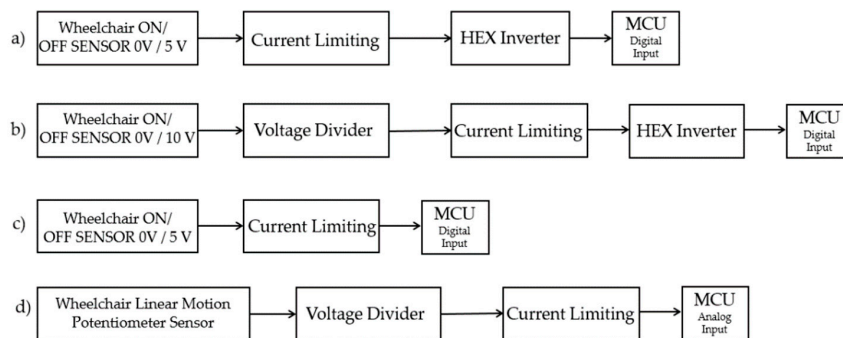 a)
Wheelchair ON/
OFF SENSOR 0V / 5 V
Current Limiting
HEX Inverter
MCU
Digital
Input
b)
Wheelchair ON/
OFF SENSOR 0V / 10 V
Voltage Divider
Current Limiting
HEX Inverter
MCU
Digital
Input
c)
Wheelchair ON/
OFF SENSOR 0V / 5 V
Current Limiting
MCU
Digital
Input
d)
Wheelchair Linear Motion
Potentiometer Sensor
Voltage Divider
Current Limiting
MCU
Analog
Input